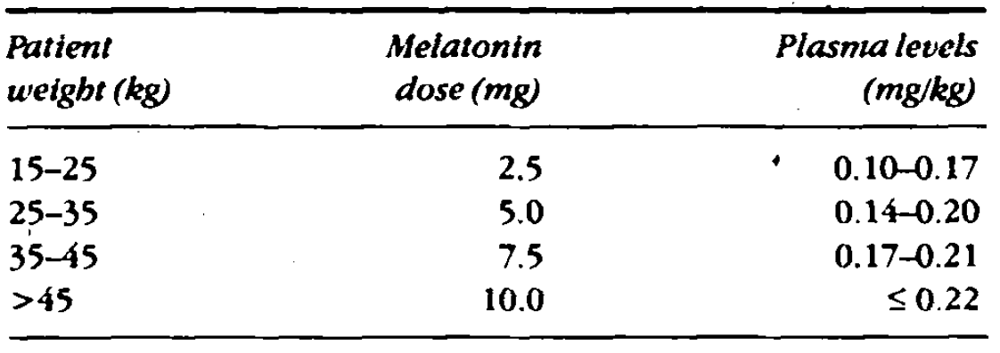 Patient Melatonin Plasma levels
weight (kg) dose (mg) (mg/kg)
15–25 2.5 0.10–0.17
25–35 5.0 0.14–0.20
35–45 7.5 0.17–0.21
>45 10.0 ≤ 0.22